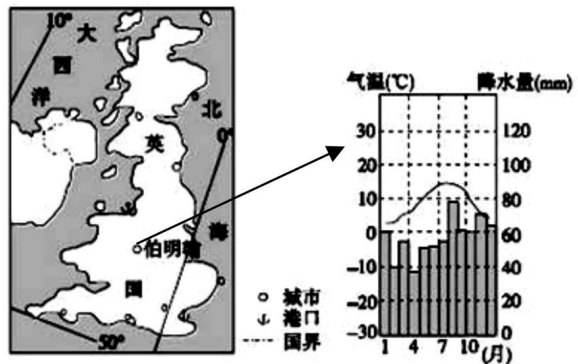 10°
大
西
洋
北
0°
海
英
伯明翰
国
50°
城市
港口
国界
气温(℃) 降水量(mm)
30 120
20 100
10 80
0 60
-10 40
-20 20
-30 0
1 4 7 10 (月)